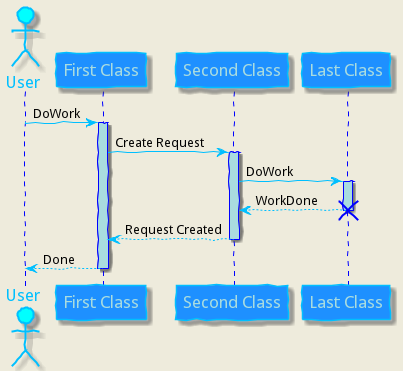 User
First Class
Second Class
Last Class
DoWork
Create Request
DoWork
WorkDone
Request Created
Done
User
First Class
Second Class
Last Class